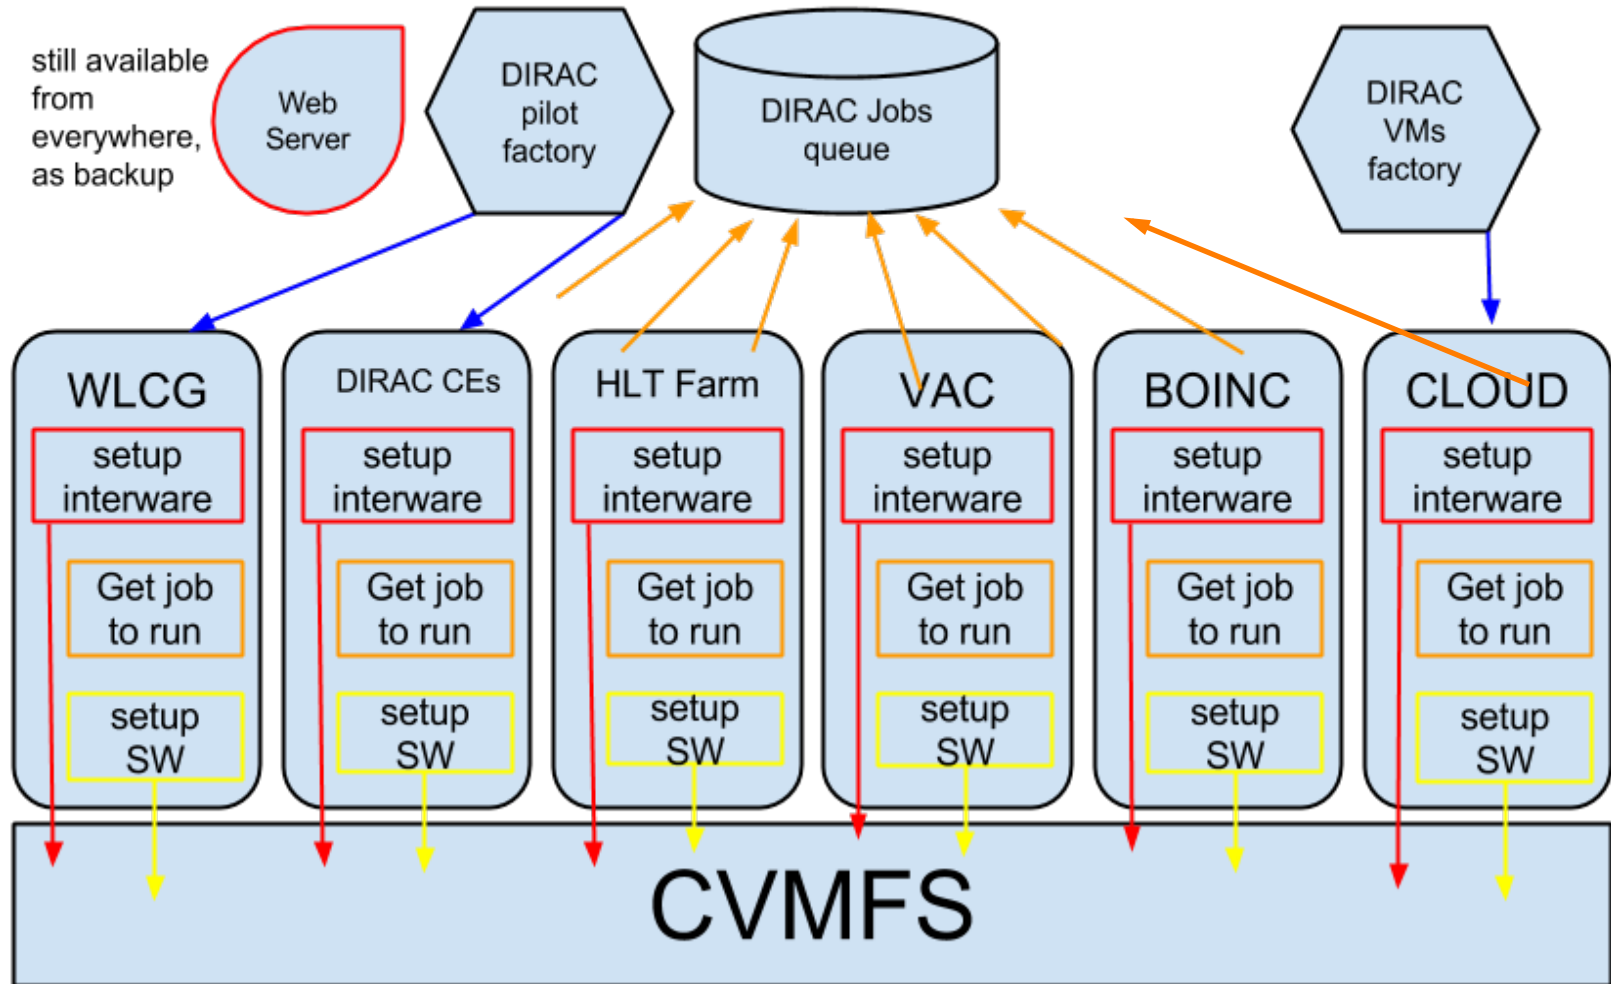 still available
from
everywhere,
as backup
Web
Server
DIRAC
pilot
factory
DIRAC Jobs
queue
DIRAC
VMs
factory
WLCG
setup
interware
Get job
to run
setup
SW
DIRAC CEs
setup
interware
Get job
to run
setup
SW
HLT Farm
setup
interware
Get job
to run
setup
SW
VAC
setup
interware
Get job
to run
setup
SW
BOINC
setup
interware
Get job
to run
setup
SW
CLOUD
setup
interware
Get job
to run
setup
SW
CVMFS